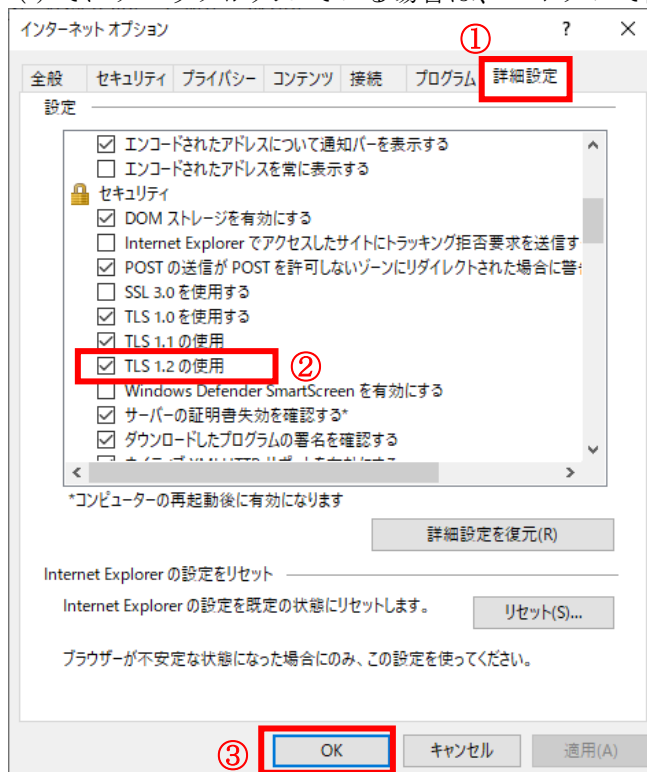 インターネット オプション ? ×
①
全般 セキュリティ プライバシー コンテンツ 接続 プログラム 詳細設定
設定
エンコードされたアドレスについて通知バーを表示する
エンコードされたアドレスを常に表示する
セキュリティ
DOM ストレージを有効にする
Internet Explorer でアクセスしたサイトにトラッキング拒否要求を送信す
POST の送信が POST を許可しないゾーンにリダイレクトされた場合に警
SSL 3.0 を使用する
TLS 1.0 を使用する
TLS 1.1 の使用
TLS 1.2 の使用 ②
Windows Defender SmartScreen を有効にする
サーバーの証明書失効を確認する*
ダウンロードしたプログラムの署名を確認する
*コンピューターの再起動後に有効になります
詳細設定を復元(R)
Internet Explorer の設定をリセット
Internet Explorer の設定を既定の状態にリセットします。
リセット(S)...
ブラウザーが不安定な状態になった場合にのみ、この設定を使ってください。
③ OK キャンセル 適用(A)